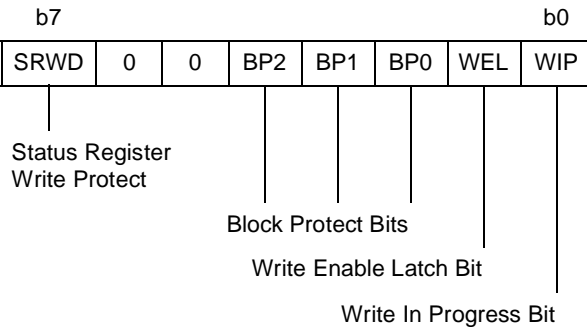 b7 b0
SRWD 0 0 BP2 BP1 BP0 WEL WIP
Status Register
Write Protect
Block Protect Bits
Write Enable Latch Bit
Write In Progress Bit